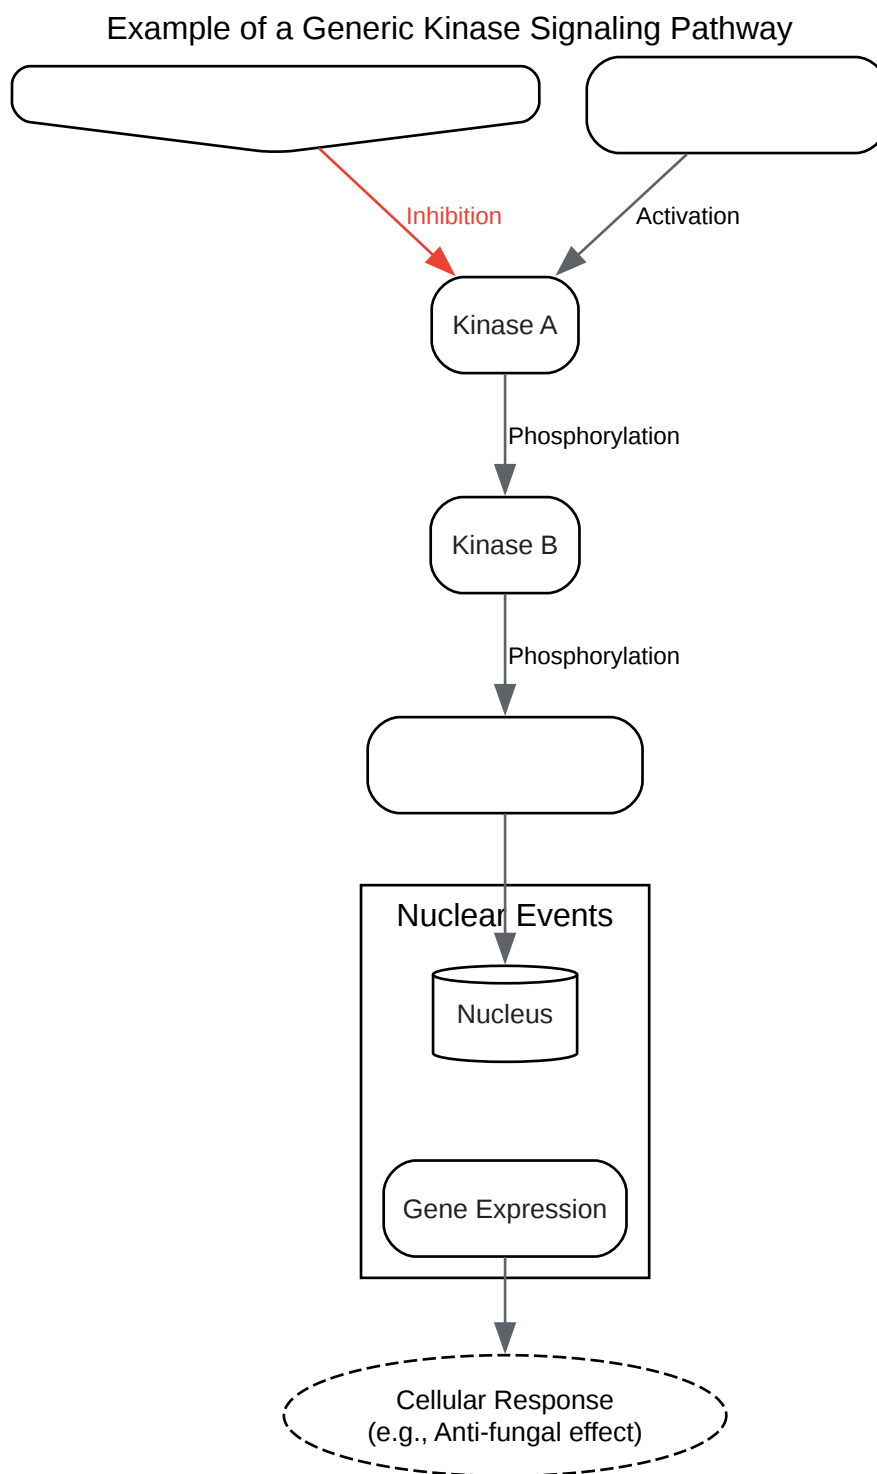 Example of a Generic Kinase Signaling Pathway
Inhibition
Activation
Kinase A
Phosphorylation
Kinase B
Phosphorylation
Nuclear Events
Nucleus
Gene Expression
Cellular Response
(e.g., Anti-fungal effect)